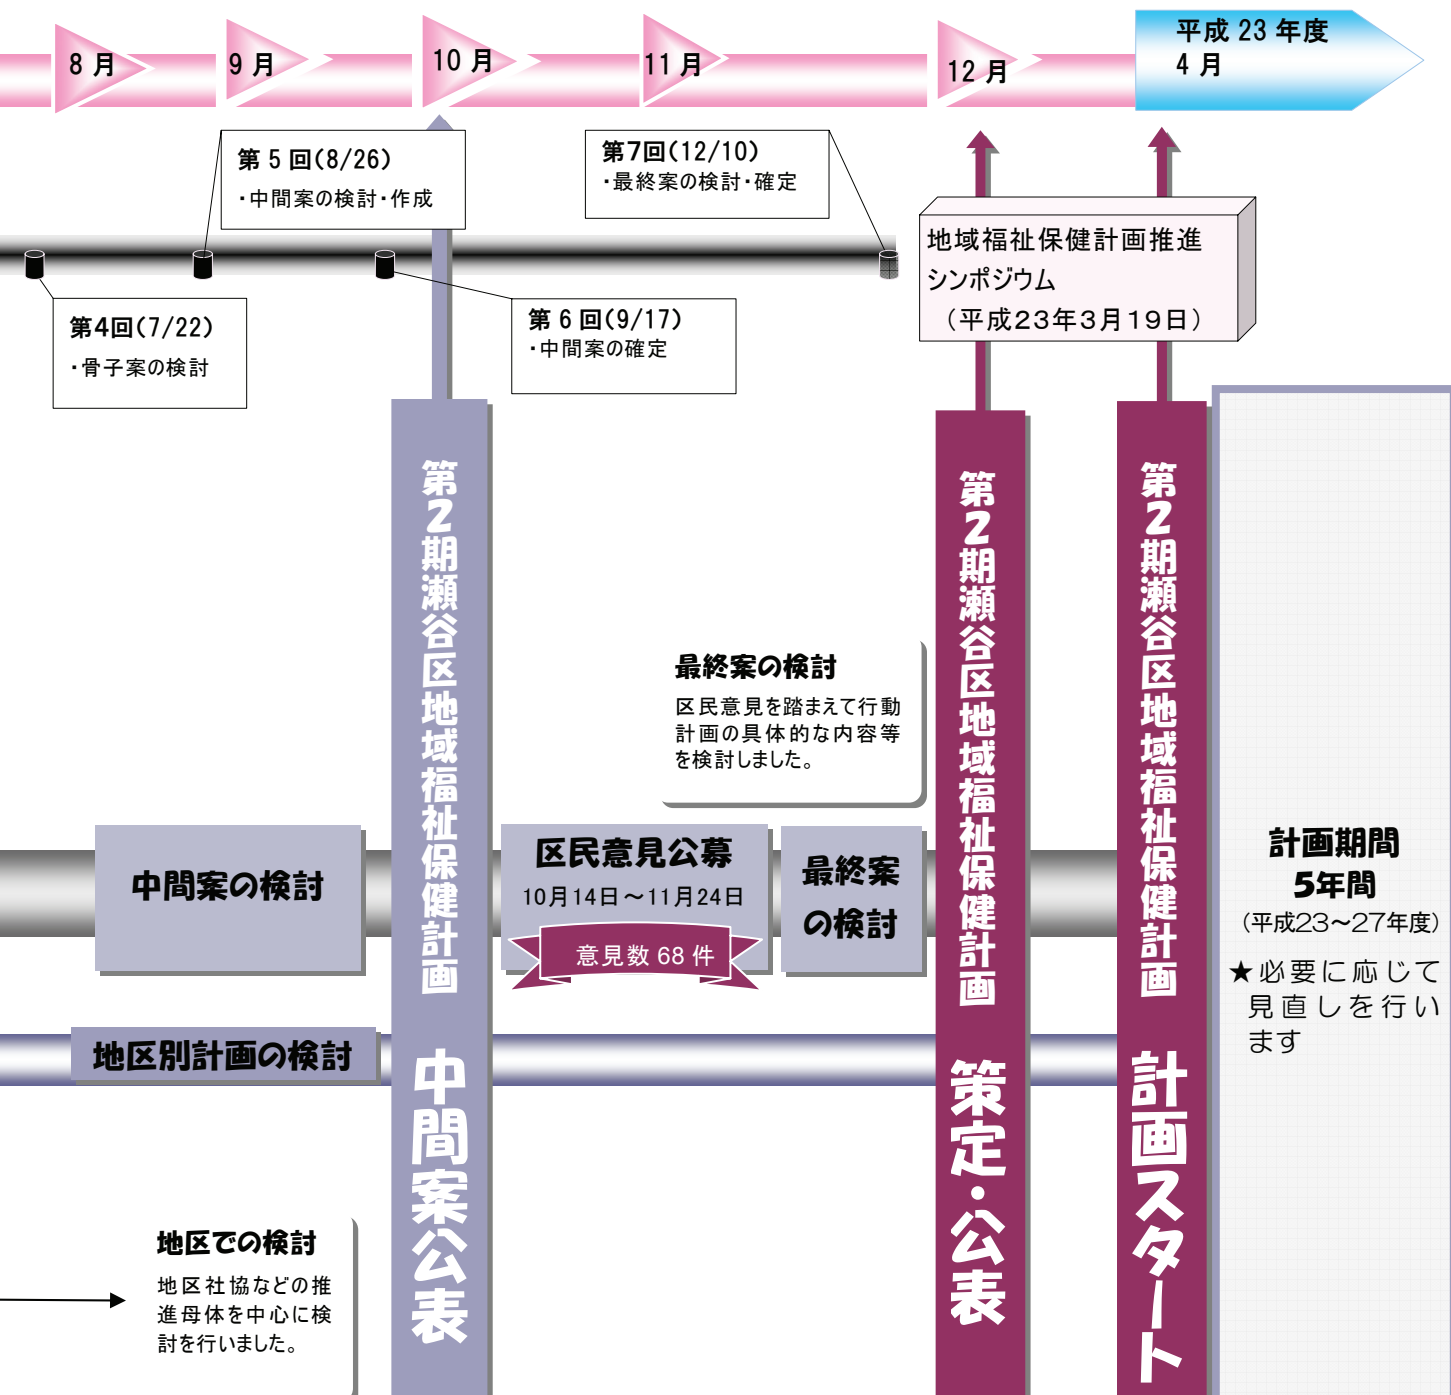 8 月
9 月
10 月
11 月
12 月
平成 23 年度
4 月
第 5 回(8/26)
・中間案の検討・作成
第7回(12/10)
・最終案の検討・確定
地域福祉保健計画推進
シンポジウム
（平成23年3月19日）
第4回(7/22)
・骨子案の検討
第 6 回(9/17)
・中間案の確定
第2期瀬谷区地域福祉保健計画 中間案公表
第2期瀬谷区地域福祉保健計画 策定・公表
第2期瀬谷区地域福祉保健計画 計画スタート
最終案の検討
区民意見を踏まえて行動
計画の具体的な内容等
を検討しました。
中間案の検討
区民意見公募
10月14日～11月24日
意見数 68 件
最終案
の検討
計画期間
5年間
（平成23～27年度）
★必要に応じて
見直しを行い
ます
地区別計画の検討
地区での検討
地区社協などの推
進母体を中心に検
討を行いました。